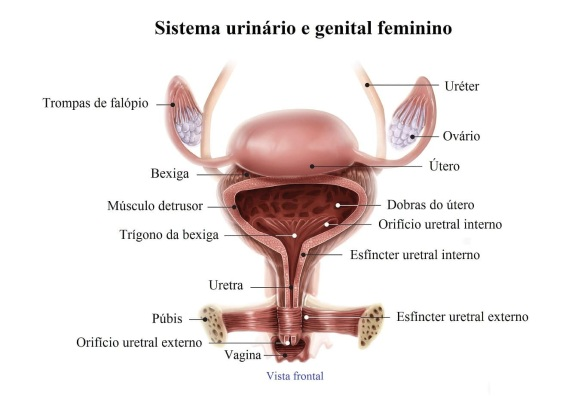 Sistema urinário e genital feminino
Uréter
Trompas de falópio
Ovário
Útero
Bexiga
Músculo detrusor
Dobras do útero
Orifício uretral interno
Trígono da bexiga
Esfíncter uretral interno
Uretra
Púbis
Esfíncter uretral externo
Orifício uretral externo
Vagina
Vista frontal